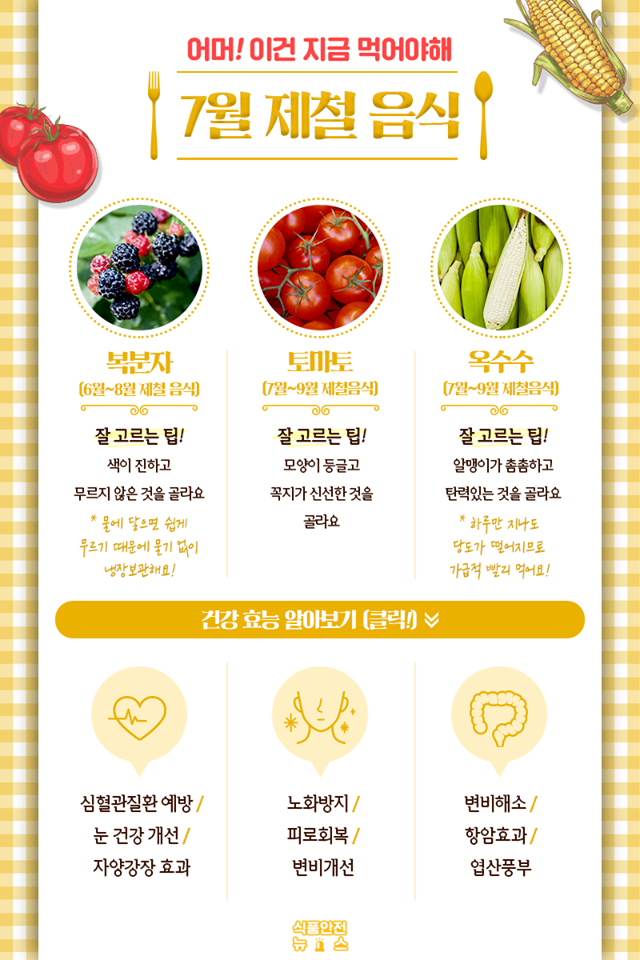 어머! 이건 지금 먹어야해
7월 제철 음식
복분자
(6월~8월 제철 음식)
잘 고르는 팁!
색이 진하고
무르지 않은 것을 골라요
* 물에 닿으면 쉽게
무르기 때문에 물기 없이
냉장보관해요!
토마토
(7월~9월 제철음식)
잘 고르는 팁!
모양이 둥글고
꼭지가 신선한 것을
골라요
옥수수
(7월~9월 제철음식)
잘 고르는 팁!
알맹이가 촘촘하고
탄력있는 것을 골라요
* 하루만 지나도
당도가 떨어지므로
가급적 빨리 먹어요!
건강 효능 알아보기 (클릭!)
심혈관질환 예방 /
눈 건강 개선 /
자양강장 효과
노화방지 /
피로회복 /
변비개선
변비해소 /
항암효과 /
엽산풍부
식품안전
뉴스